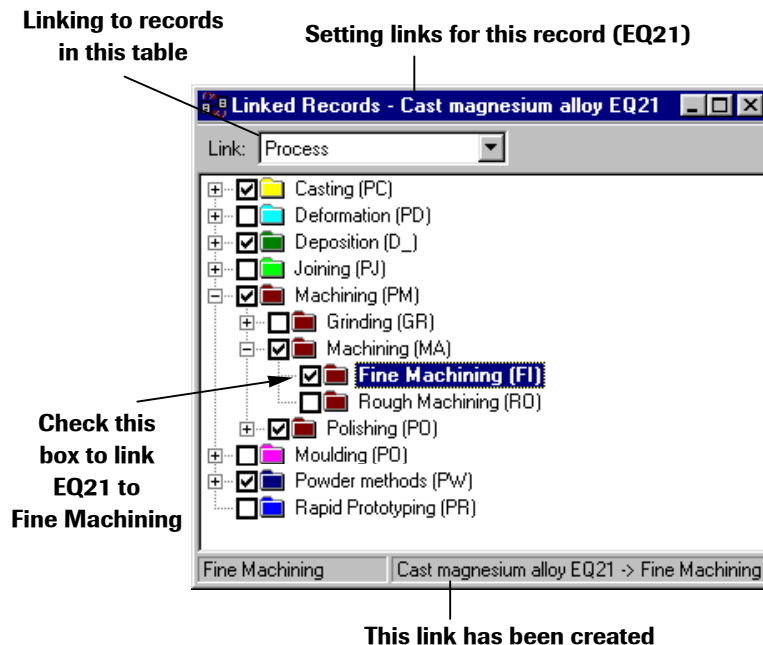 Linking to records
in this table
Setting links for this record (EQ21)
Linked Records - Cast magnesium alloy EQ21
Link: Process
Casting (PC)
Deformation (PD)
Deposition (D_)
Joining (PJ)
Machining (PM)
Grinding (GR)
Machining (MA)
Fine Machining (FI)
Rough Machining (RO)
Polishing (PO)
Moulding (PO)
Powder methods (PW)
Rapid Prototyping (PR)
Check this
box to link
EQ21 to
Fine Machining
Fine Machining
Cast magnesium alloy EQ21 -> Fine Machining
This link has been created